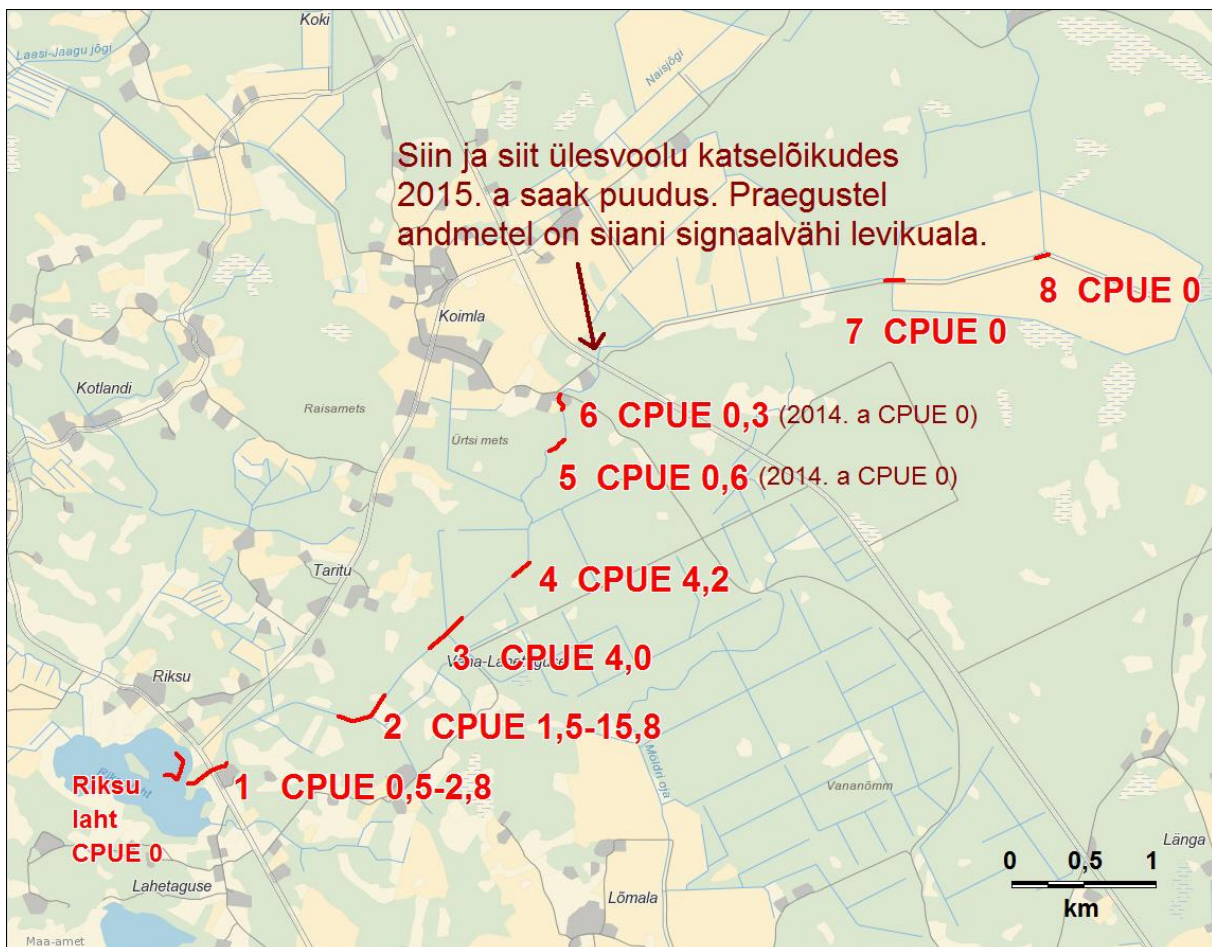 Koki
Laasi-Jaagu jõgi
Naisjõgi
Siin ja siit ülesvoolu katselõikudes
2015. a saak puudus. Praegustel
andmetel on siiani signaalvähi levikuala.
8 CPUE 0
7 CPUE 0
Koimla
Kotlandi
Raisamets
6 CPUE 0,3 (2014. a CPUE 0)
Ürtsi mets
5 CPUE 0,6 (2014. a CPUE 0)
Taritu
4 CPUE 4,2
3 CPUE 4,0
Väha-Lahetaguse
Riksu
2 CPUE 1,5-15,8
Möldri oja
1 CPUE 0,5-2,8
Riksu
laht
CPUE 0
Vananõmm
Länga
0 0,5 1
km
Lahetaguse
Lõmala
Maa-amet